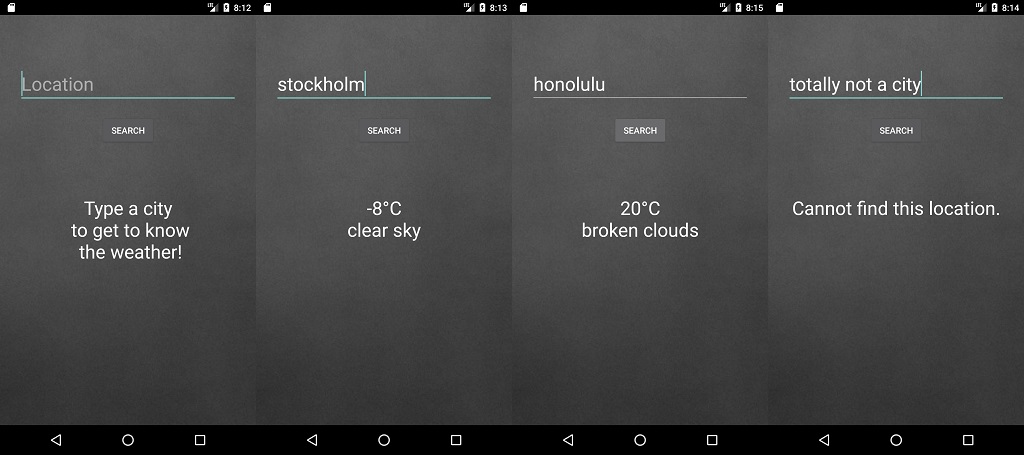 8:12
Location
SEARCH
Type a city
to get to know
the weather!
8:13
stockholm
SEARCH
-8°C
clear sky
8:15
honolulu
SEARCH
20°C
broken clouds
8:14
totally not a city
SEARCH
Cannot find this location.